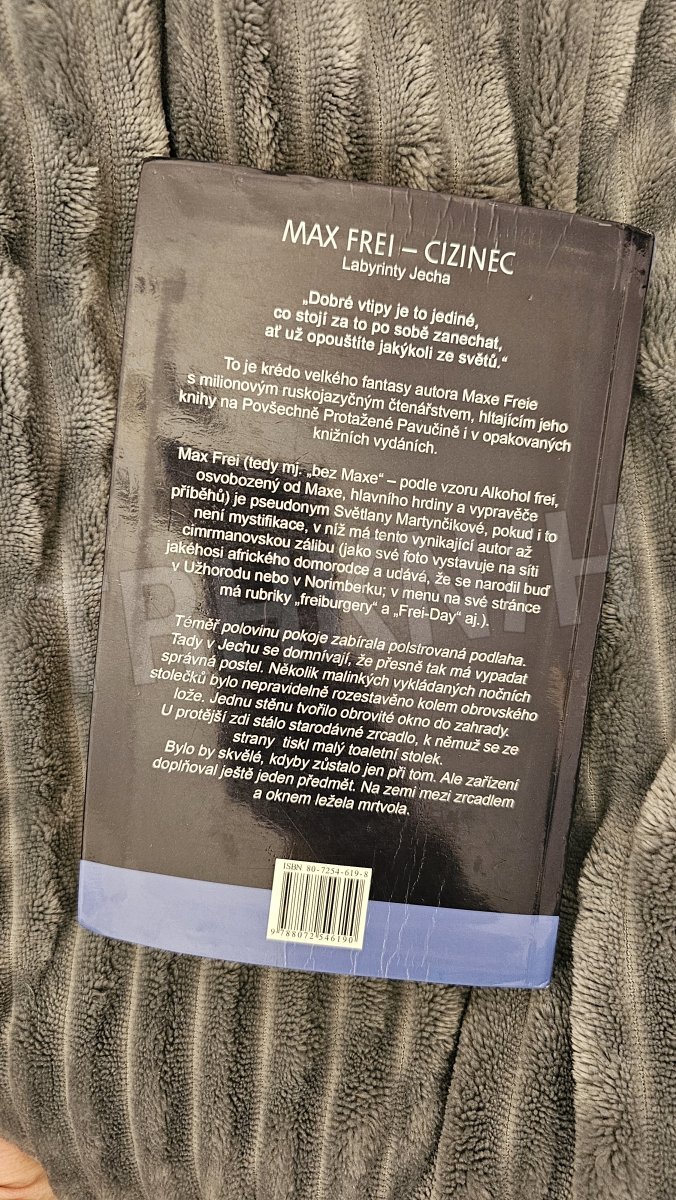 MAX FREI – CIZINEC
Labyrinty Jecha
„Dobré vtipy je to jediné,
co stojí za to po sobě zanechat,
ať už opouštíte jakýkoli ze světů.“
To je krédo velkého fantasy autora Maxe Freie
s milionovým ruskojazyčným čtenářstvem, hltajícím jeho
knihy na Povšechně Protažené Pavučině i v opakovaných
knižních vydáních.
Max Frei (tedy mj. „bez Maxe“ – podle vzoru Alkohol frei,
osvobozený od Maxe, hlavního hrdiny a vypravěče
příběhů) je pseudonym Světlany Martynčikové, pokud i to
není mystifikace, v níž má tento vynikající autor až
cimrmanovskou zálibu (jako své foto vystavuje na síti
jakéhosi afrického domorodce a udává, že se narodil buď
v Užhorodu nebo v Norimberku; v menu na své stránce
má rubriky „freiburgery“ a „Frei-Day“ aj.).
Téměř polovinu pokoje zabírala polstrovaná podlaha.
Tady v Jechu se domnívají, že přesně tak má vypadat
správná postel. Několik malinkých vykládaných nočních
stolečků bylo nepravidelně rozestavěno kolem obrovského
lože. Jednu stěnu tvořilo obrovité okno do zahrady.
U protější zdi stálo starodávné zrcadlo, k němuž se ze
strany tiskl malý toaletní stolek.
Bylo by skvělé, kdyby zůstalo jen při tom. Ale zařízení
doplňoval ještě jeden předmět. Na zemi mezi zrcadlem
a oknem ležela mrtvola.
ISBN 80-7254-619-8
9 788072 546190